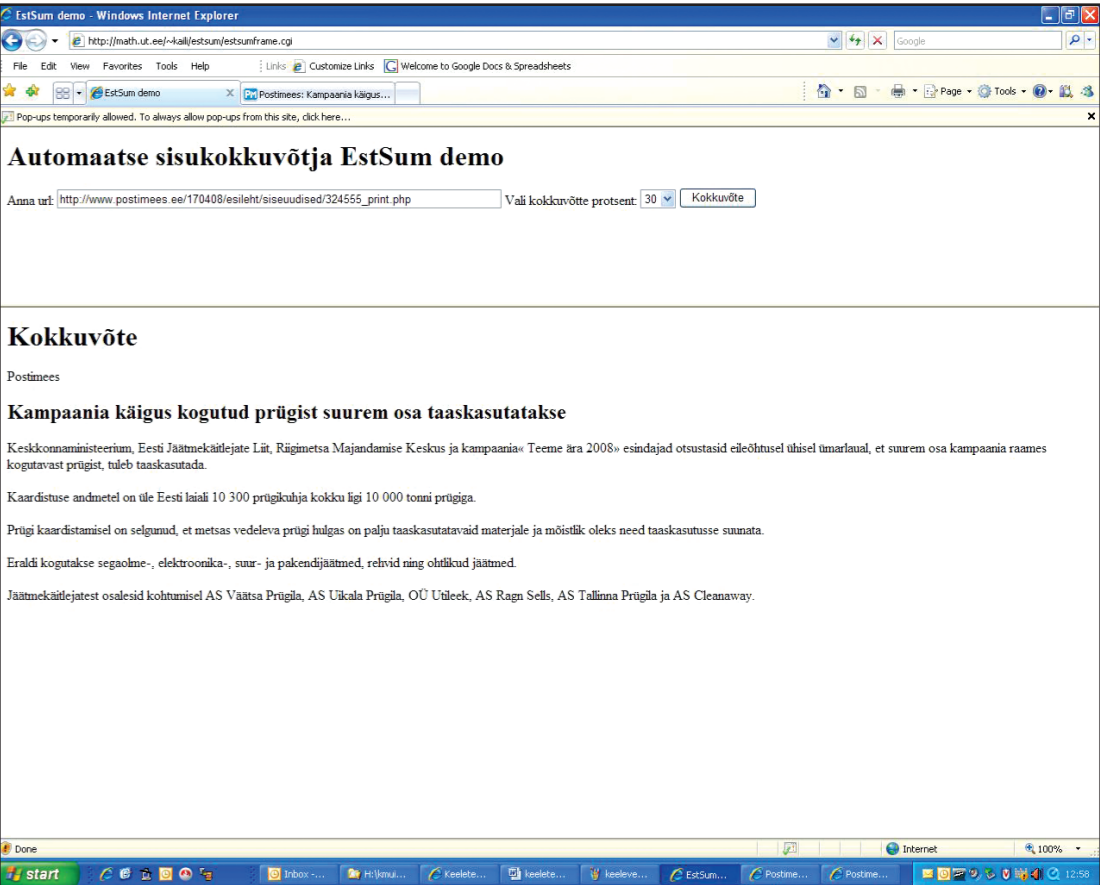 EstSum demo - Windows Internet Explorer
http://math.ut.ee/~kaili/estsum/estsumframe.cgi
Google
File Edit View Favorites Tools Help Links Customize Links Welcome to Google Docs & Spreadsheets
EstSum demo Postimees: Kampaania käigus... Page Tools
Pop-ups temporarily allowed. To always allow pop-ups from this site, click here...
Automaatse sisukokkuvõtja EstSum demo
Anna url: http://www.postimees.ee/170408/esileht/siseuudised/324555_print.php Vali kokkuvõtte protsent: 30 Kokkuvõte
Kokkuvõte
Postimees
Kampaania käigus kogutud prügist suurem osa taaskasutatakse
Keskkonnaministeerium, Eesti Jäätmekäitlejate Liit, Riigimetsa Majandamise Keskus ja kampaania« Teeme ära 2008» esindajad otsustasid eileõhtusel ühisel ümarlaual, et suurem osa kampaania raames
kogutavast prügist, tuleb taaskasutada.
Kaardistuse andmetel on üle Eesti laiali 10 300 prügikuhja kokku ligi 10 000 tonni prügiga.
Prügi kaardistamisel on selgunud, et metsas vedeleva prügi hulgas on palju taaskasutatavaid materjale ja mõistlik oleks need taaskasutusse suunata.
Eraldi kogutakse segaolme-, elektroonika-, suur- ja pakendijäätmed, rehvid ning ohtlikud jäätmed.
Jäätmekäitlejatest osalesid kohtumisel AS Väätsa Prügila, AS Uikala Prügila, OÜ Utileek, AS Ragn Sells, AS Tallinna Prügila ja AS Cleanaway.
Done Internet 100%
start Inbox -... H:\kmui... Keelete... keelete... keeleve... EstSum... Postime... Postime... 12:58